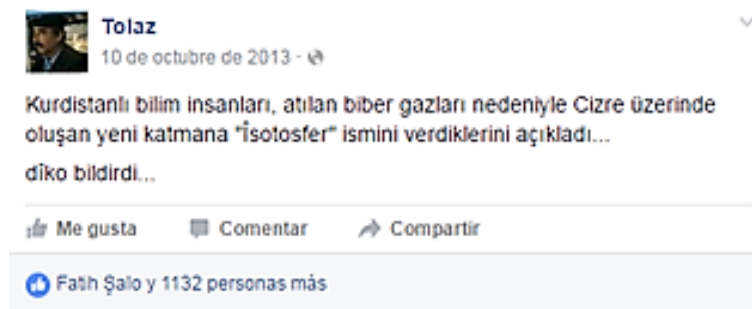 Tolaz
10 de octubre de 2013 ·
Kurdistanlı bilim insanları, atılan biber gazları nedeniyle Cizre üzerinde
oluşan yeni katmana "İsotosfer" ismini verdiklerini açıkladı...
dîko bildirdi...
Me gusta Comentar Compartir
Fatih Şalo y 1132 personas más